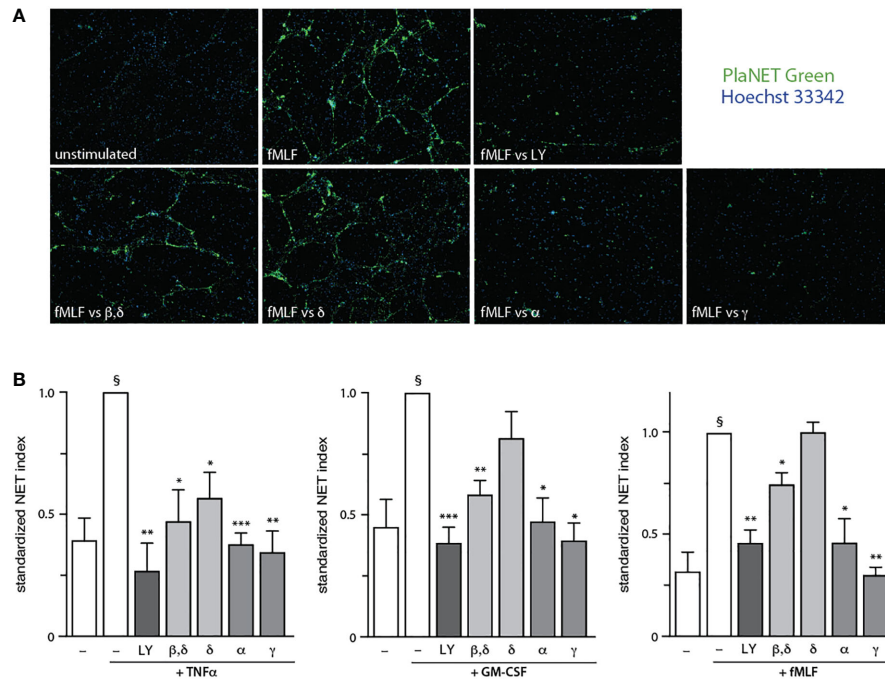 A
unstimulated
fMLF
fMLF vs LY
PlaNET Green
Hoechst 33342
fMLF vs β,δ
fMLF vs δ
fMLF vs α
fMLF vs γ
B
standardized NET index
1.0
0.5
0
§
**
*
*
***
**
– – LY β,δ δ α γ
+ TNFα
standardized NET index
1.0
0.5
0
§
***
**
*
*
– – LY β,δ δ α γ
+ GM-CSF
standardized NET index
1.0
0.5
0
§
**
*
*
**
– – LY β,δ δ α γ
+ fMLF